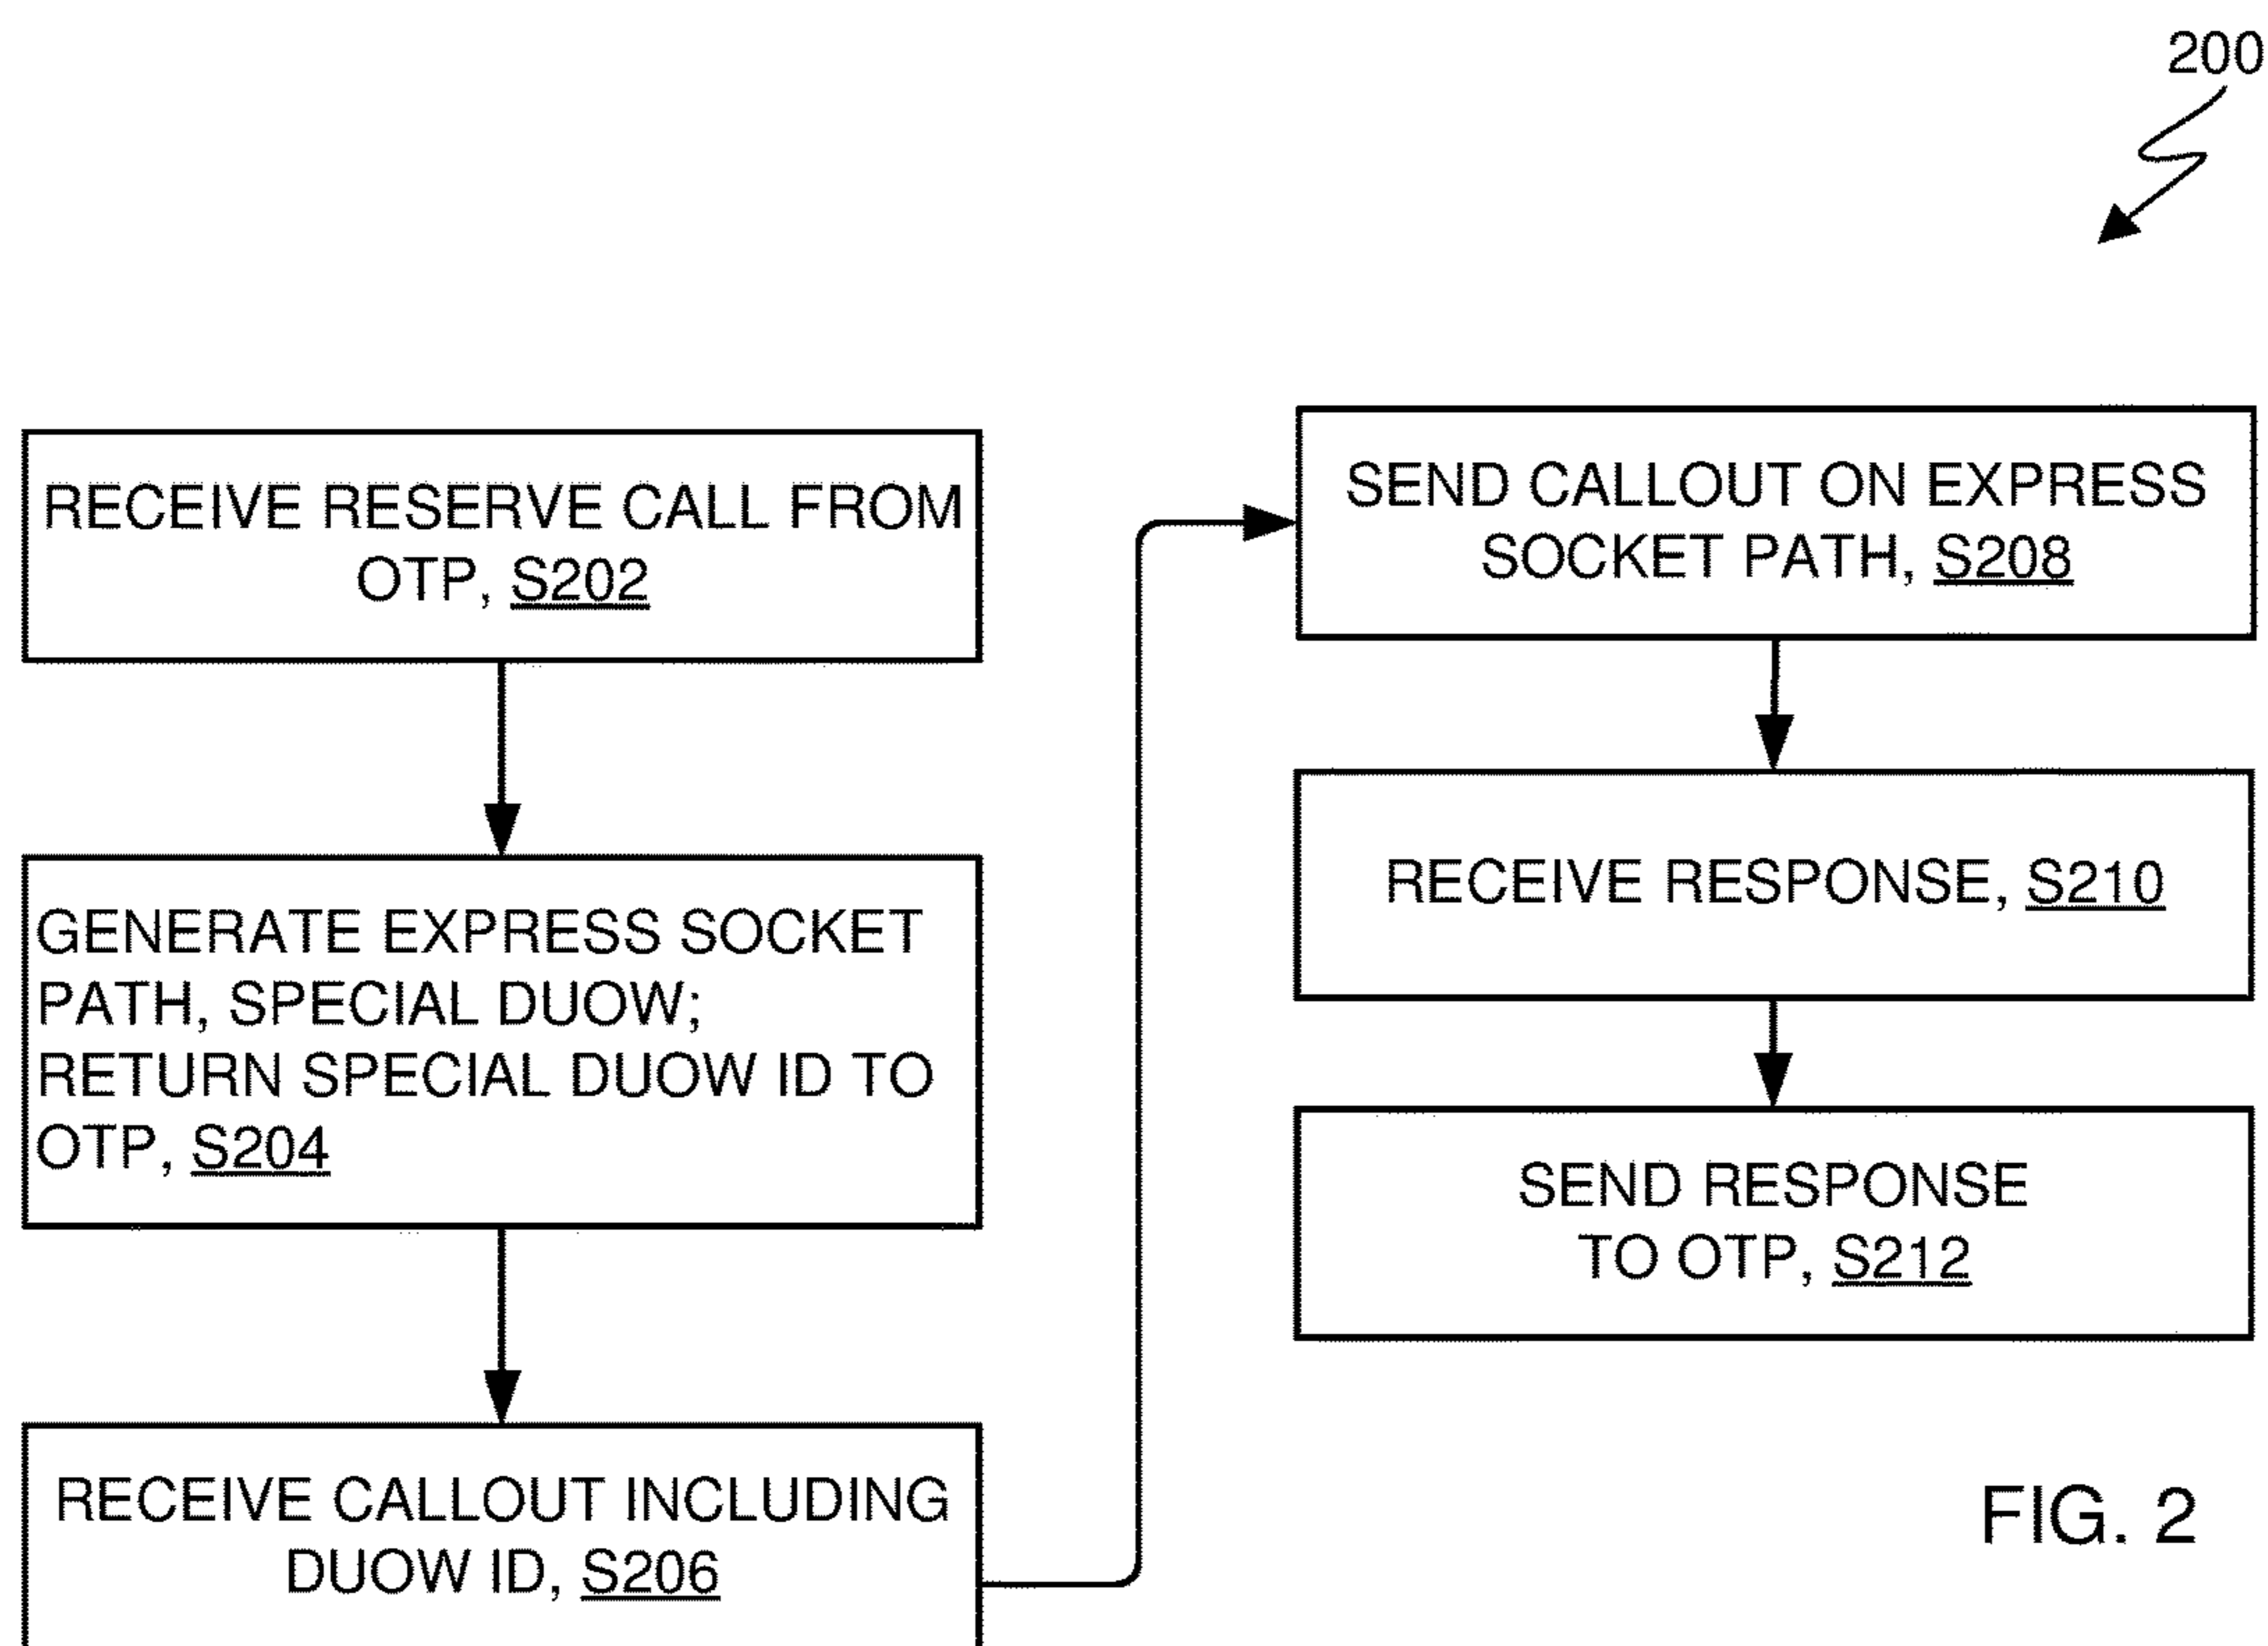 200
RECEIVE RESERVE CALL FROM
OTP, S202
GENERATE EXPRESS SOCKET
PATH, SPECIAL DUOW;
RETURN SPECIAL DUOW ID TO
OTP, S204
RECEIVE CALLOUT INCLUDING
DUOW ID, S206
SEND CALLOUT ON EXPRESS
SOCKET PATH, S208
RECEIVE RESPONSE, S210
SEND RESPONSE
TO OTP, S212
FIG. 2